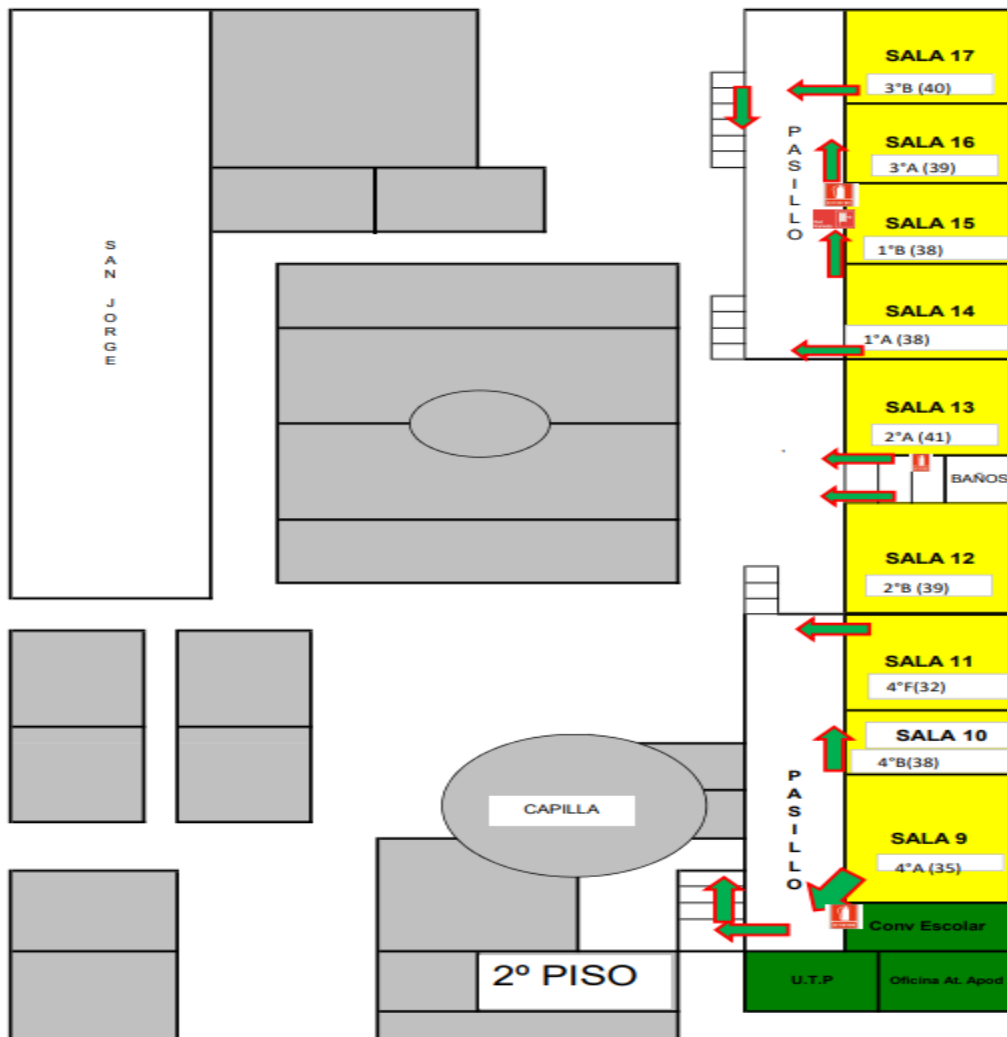 SALA 17
3°B (40)
SALA 16
3°A (39)
PASILLO
SALA 15
1°B (38)
SAN JORGE
SALA 14
1°A (38)
SALA 13
2°A (41)
BAÑOS
SALA 12
2°B (39)
SALA 11
4°F(32)
SALA 10
4°B(38)
PASILLO
CAPILLA
SALA 9
4°A (35)
Conv Escolar
2º PISO
U.T.P
Oficina At. Apod